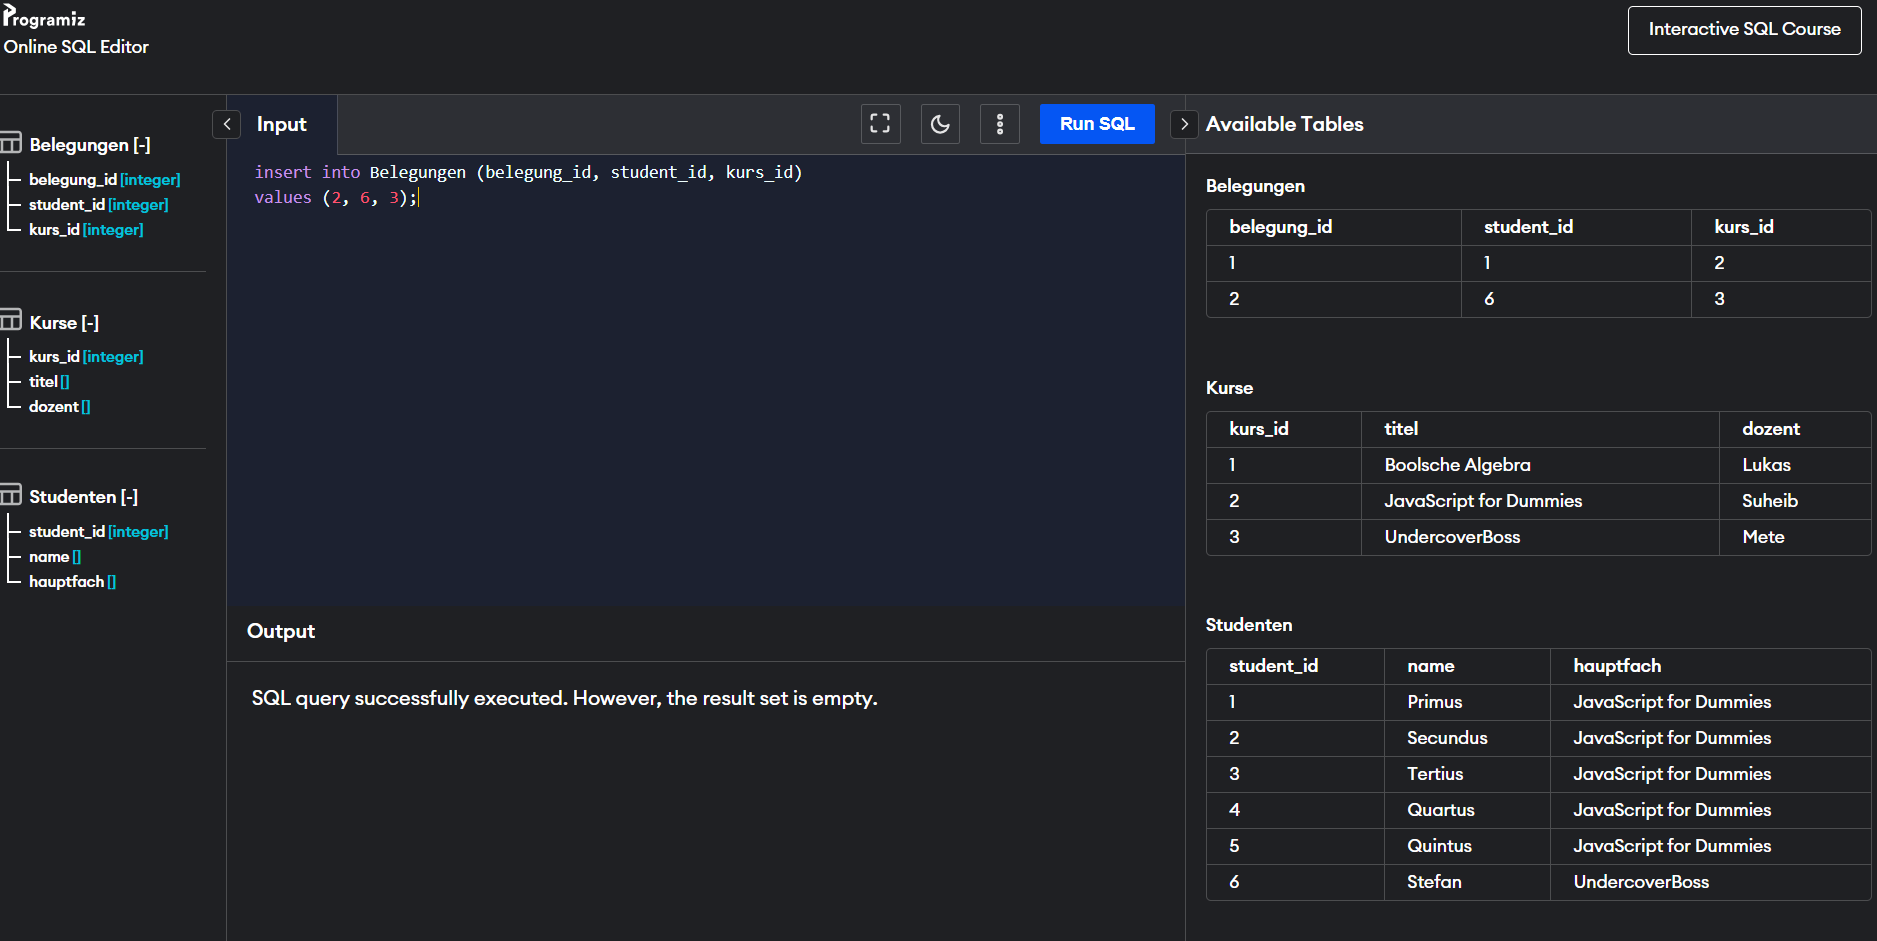 Programiz
Online SQL Editor
Interactive SQL Course
Belegungen [-]
belegung_id [integer]
student_id [integer]
kurs_id [integer]
Kurse [-]
kurs_id [integer]
titel []
dozent []
Studenten [-]
student_id [integer]
name []
hauptfach []
Input
Run SQL
insert into Belegungen (belegung_id, student_id, kurs_id)
values (2, 6, 3);
Output
SQL query successfully executed. However, the result set is empty.
Available Tables
Belegungen
belegung_id student_id kurs_id
1 1 2
2 6 3
Kurse
kurs_id titel dozent
1 Boolsche Algebra Lukas
2 JavaScript for Dummies Suheib
3 UndercoverBoss Mete
Studenten
student_id name hauptfach
1 Primus JavaScript for Dummies
2 Secundus JavaScript for Dummies
3 Tertius JavaScript for Dummies
4 Quartus JavaScript for Dummies
5 Quintus JavaScript for Dummies
6 Stefan UndercoverBoss